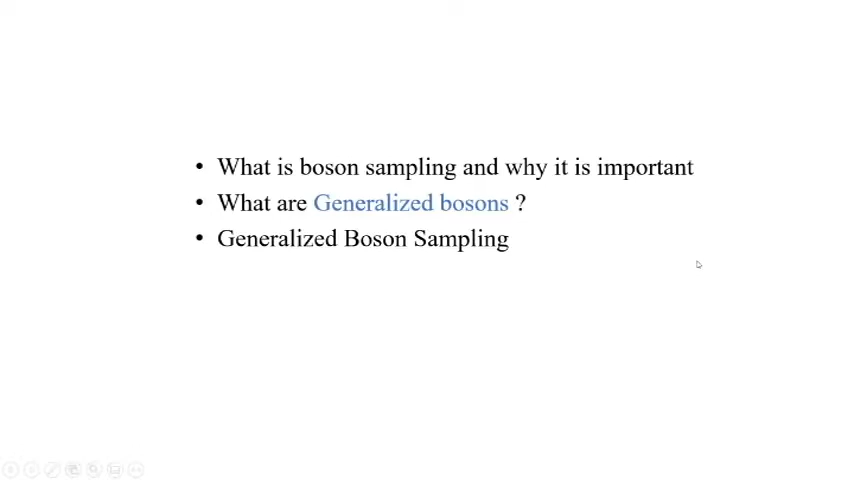 • What is boson sampling and why it is important
• What are Generalized bosons ?
• Generalized Boson Sampling